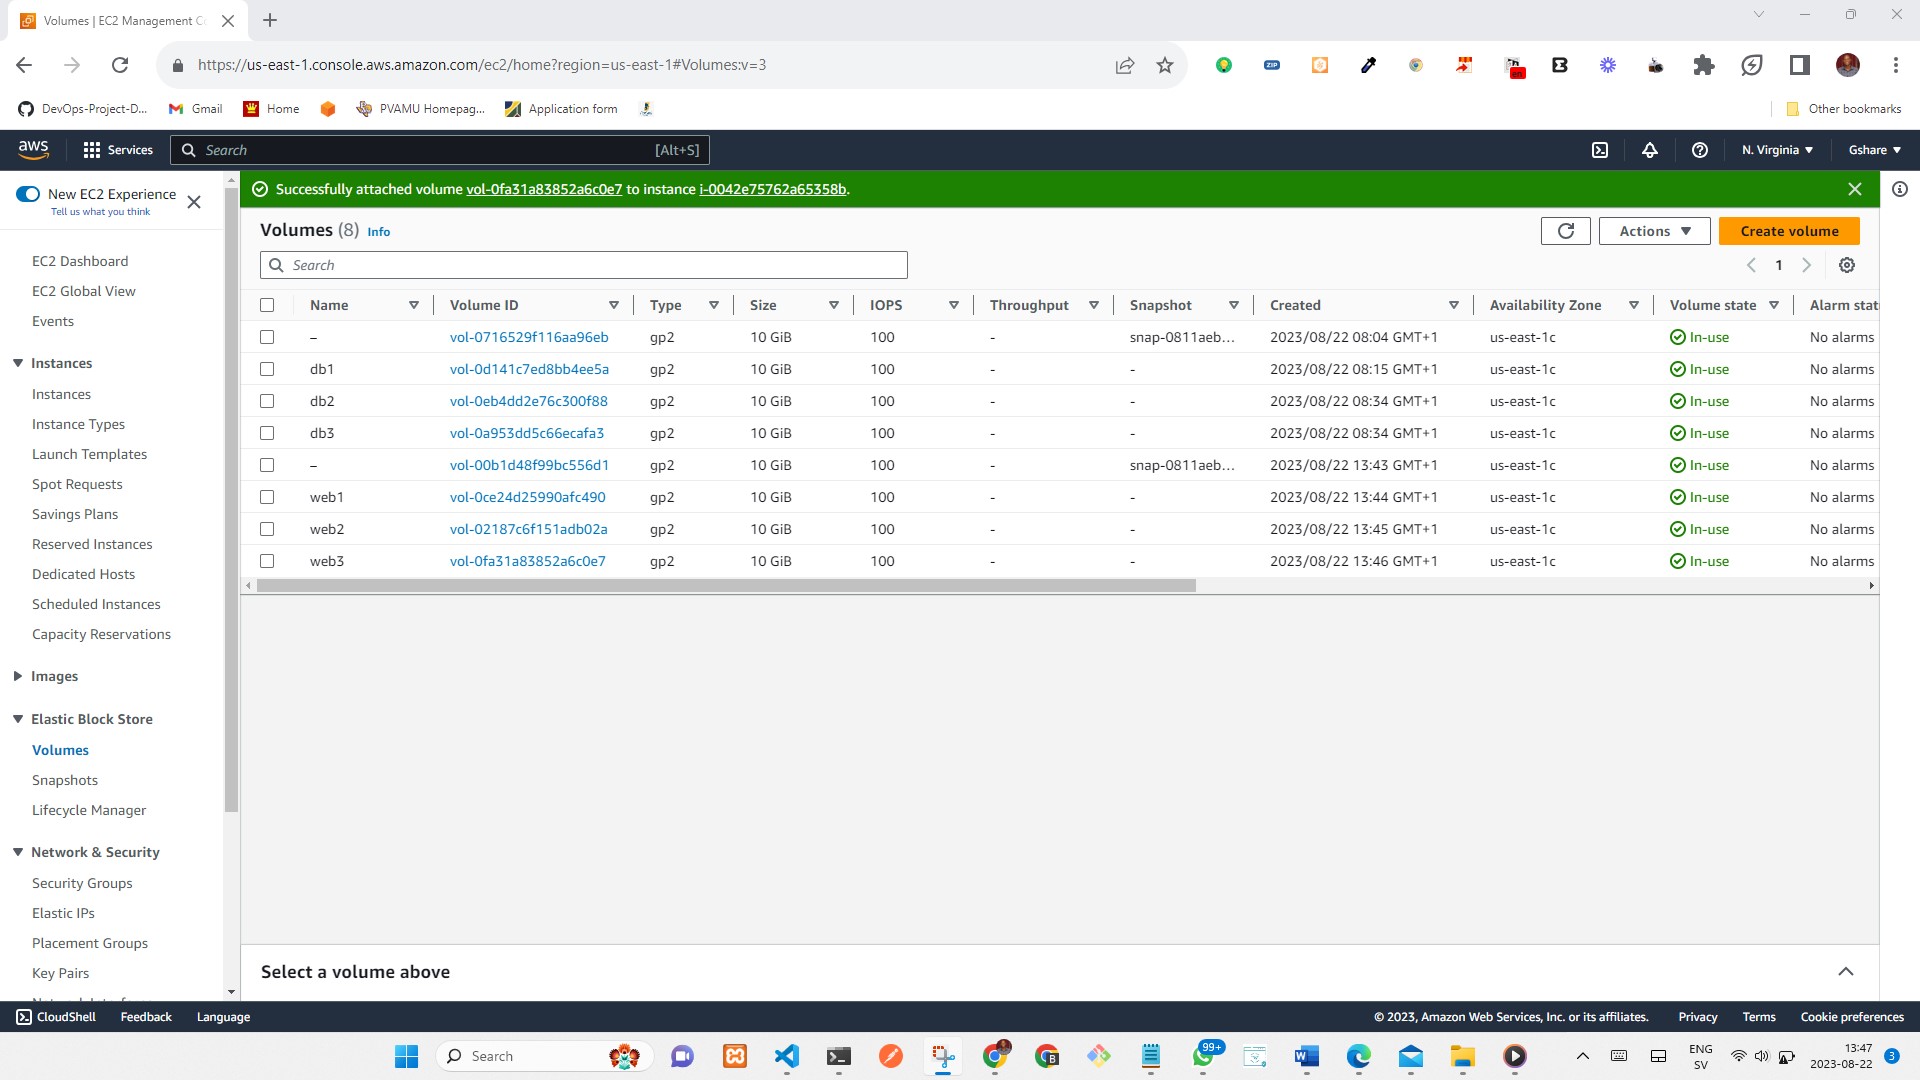 Volumes | EC2 Management C
https://us-east-1.console.aws.amazon.com/ec2/home?region=us-east-1#Volumes:v=3
DevOps-Project-D... Gmail Home PVAMU Homepag... Application form Other bookmarks
aws Services Search [Alt+S] N. Virginia Gshare
New EC2 Experience
Tell us what you think
EC2 Dashboard
EC2 Global View
Events
Instances
Instances
Instance Types
Launch Templates
Spot Requests
Savings Plans
Reserved Instances
Dedicated Hosts
Scheduled Instances
Capacity Reservations
Images
Elastic Block Store
Volumes
Snapshots
Lifecycle Manager
Network & Security
Security Groups
Elastic IPs
Placement Groups
Key Pairs
Successfully attached volume vol-0fa31a83852a6c0e7 to instance i-0042e75762a65358b.
Volumes (8) Info
Actions Create volume
Search
1
Name Volume ID Type Size IOPS Throughput Snapshot Created Availability Zone Volume state Alarm stat
– vol-0716529f116aa96eb gp2 10 GiB 100 - snap-0811aeb... 2023/08/22 08:04 GMT+1 us-east-1c In-use No alarms
db1 vol-0d141c7ed8bb4ee5a gp2 10 GiB 100 - - 2023/08/22 08:15 GMT+1 us-east-1c In-use No alarms
db2 vol-0eb4dd2e76c300f88 gp2 10 GiB 100 - - 2023/08/22 08:34 GMT+1 us-east-1c In-use No alarms
db3 vol-0a953dd5c66ecafa3 gp2 10 GiB 100 - - 2023/08/22 08:34 GMT+1 us-east-1c In-use No alarms
– vol-00b1d48f99bc556d1 gp2 10 GiB 100 - snap-0811aeb... 2023/08/22 13:43 GMT+1 us-east-1c In-use No alarms
web1 vol-0ce24d25990afc490 gp2 10 GiB 100 - - 2023/08/22 13:44 GMT+1 us-east-1c In-use No alarms
web2 vol-02187c6f151adb02a gp2 10 GiB 100 - - 2023/08/22 13:45 GMT+1 us-east-1c In-use No alarms
web3 vol-0fa31a83852a6c0e7 gp2 10 GiB 100 - - 2023/08/22 13:46 GMT+1 us-east-1c In-use No alarms
Select a volume above
CloudShell Feedback Language © 2023, Amazon Web Services, Inc. or its affiliates. Privacy Terms Cookie preferences
Search 99+ ENG 13:47
SV 2023-08-22 3